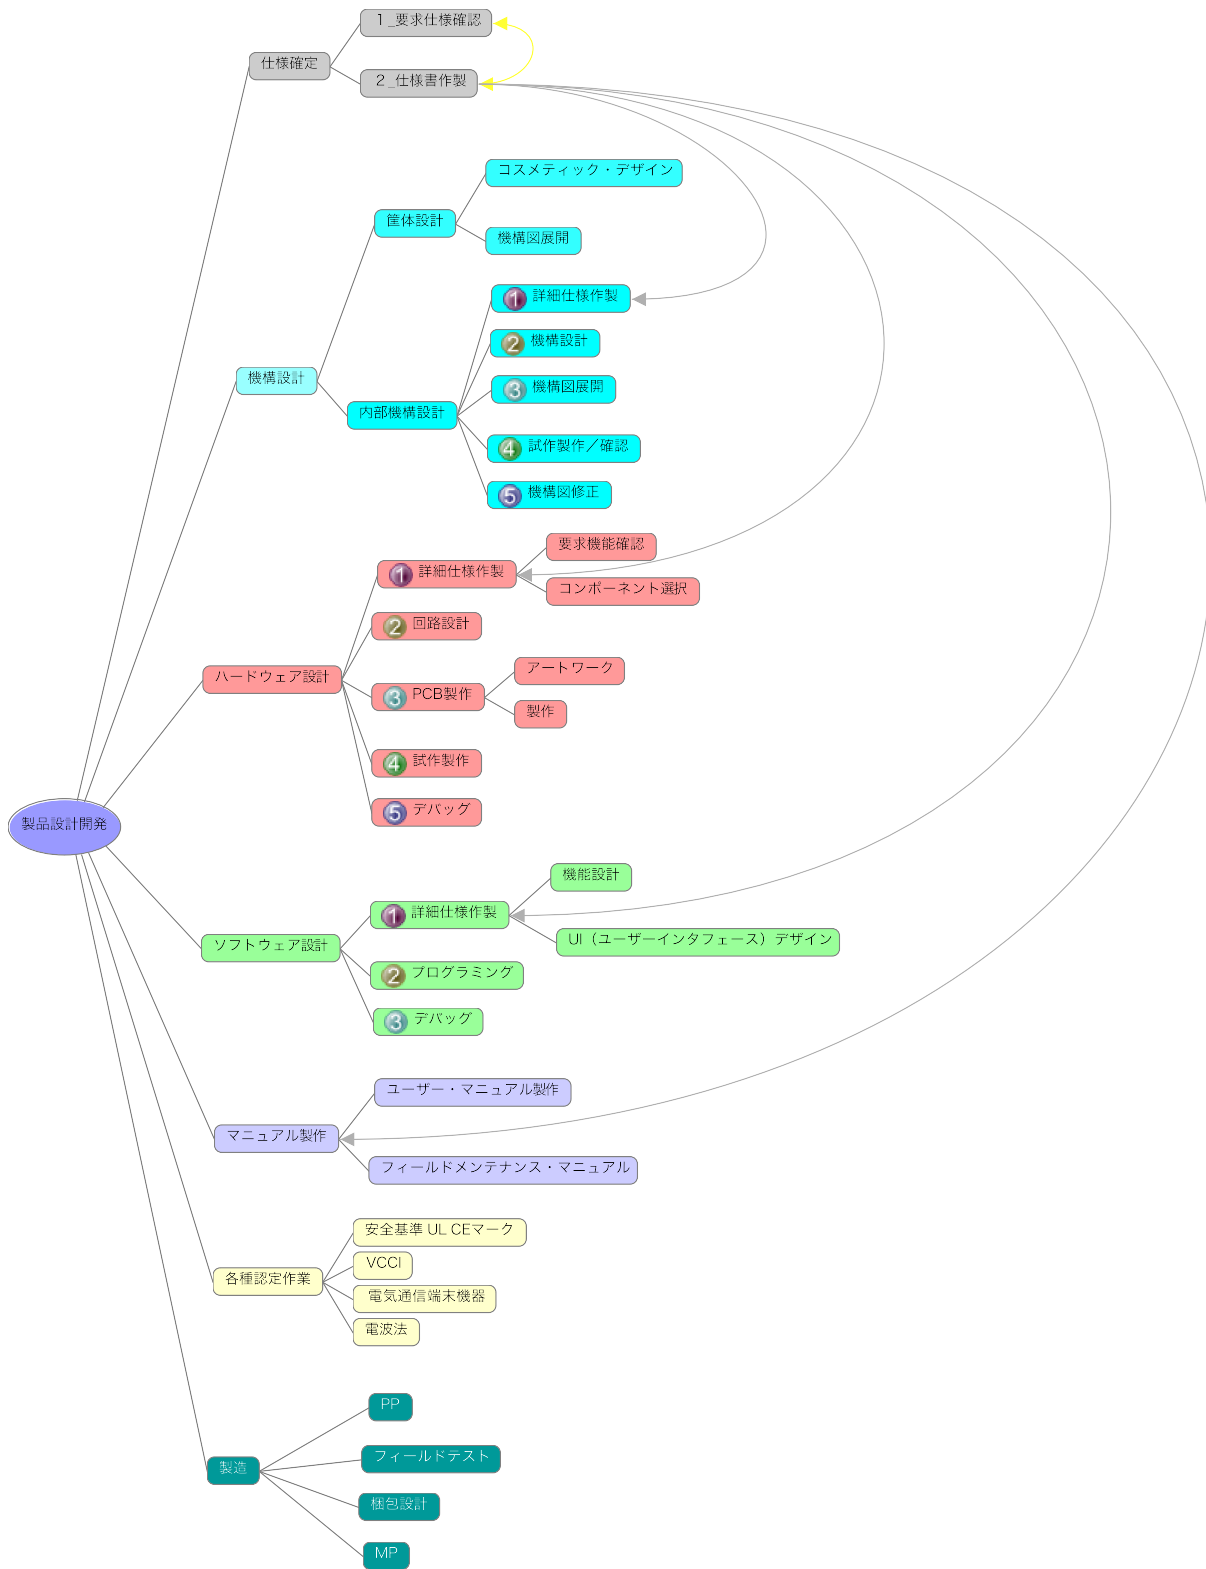 １_要求仕様確認
仕様確定
２_仕様書作製
コスメティック・デザイン
筐体設計
機構図展開
1 詳細仕様作製
2 機構設計
機構設計
3 機構図展開
内部機構設計
4 試作製作／確認
5 機構図修正
要求機能確認
1 詳細仕様作製
コンポーネント選択
2 回路設計
アートワーク
ハードウェア設計
3 PCB製作
製作
4 試作製作
5 デバッグ
製品設計開発
機能設計
1 詳細仕様作製
UI（ユーザーインタフェース）デザイン
ソフトウェア設計
2 プログラミング
3 デバッグ
ユーザー・マニュアル製作
マニュアル製作
フィールドメンテナンス・マニュアル
安全基準 UL CEマーク
VCCI
各種認定作業
電気通信端末機器
電波法
PP
フィールドテスト
製造
梱包設計
MP